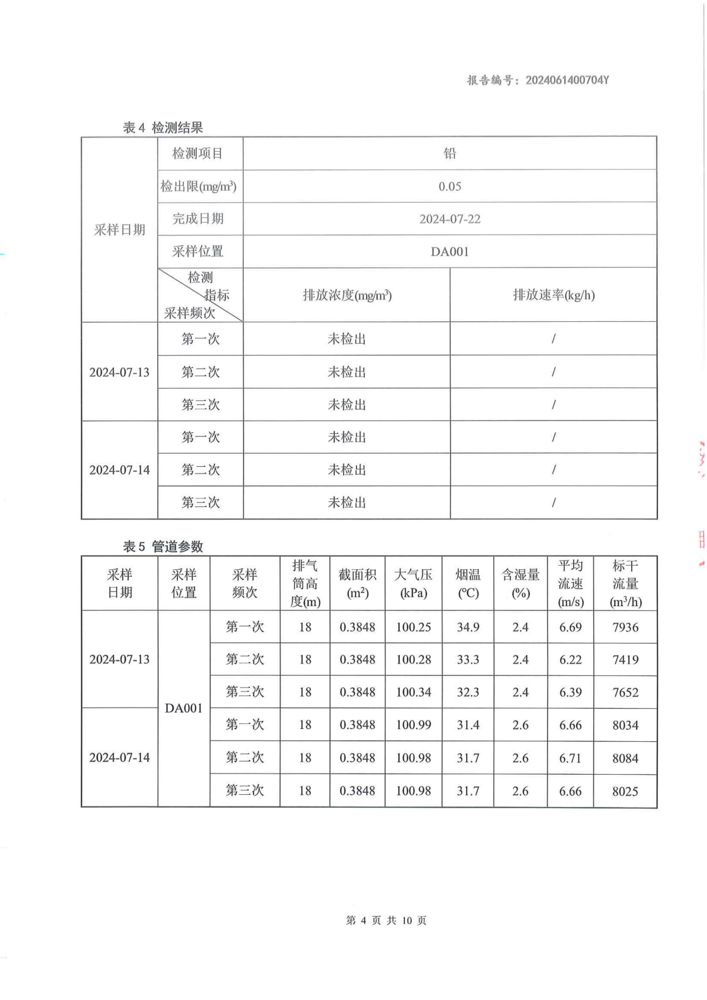 报告编号：2024061400704Y
表4 检测结果
采样日期 检测项目 铅
检出限(mg/m³) 0.05
完成日期 2024-07-22
采样位置 DA001
检测
指标
采样频次 排放浓度(mg/m³) 排放速率(kg/h)
2024-07-13 第一次 未检出 /
第二次 未检出 /
第三次 未检出 /
2024-07-14 第一次 未检出 /
第二次 未检出 /
第三次 未检出 /
表5 管道参数
采样日期 采样位置 采样频次 排气筒高度(m) 截面积(m²) 大气压(kPa) 烟温(℃) 含湿量(%) 平均流速(m/s) 标干流量(m³/h)
2024-07-13 DA001 第一次 18 0.3848 100.25 34.9 2.4 6.69 7936
第二次 18 0.3848 100.28 33.3 2.4 6.22 7419
第三次 18 0.3848 100.34 32.3 2.4 6.39 7652
2024-07-14 第一次 18 0.3848 100.99 31.4 2.6 6.66 8034
第二次 18 0.3848 100.98 31.7 2.6 6.71 8084
第三次 18 0.3848 100.98 31.7 2.6 6.66 8025
第 4 页 共 10 页